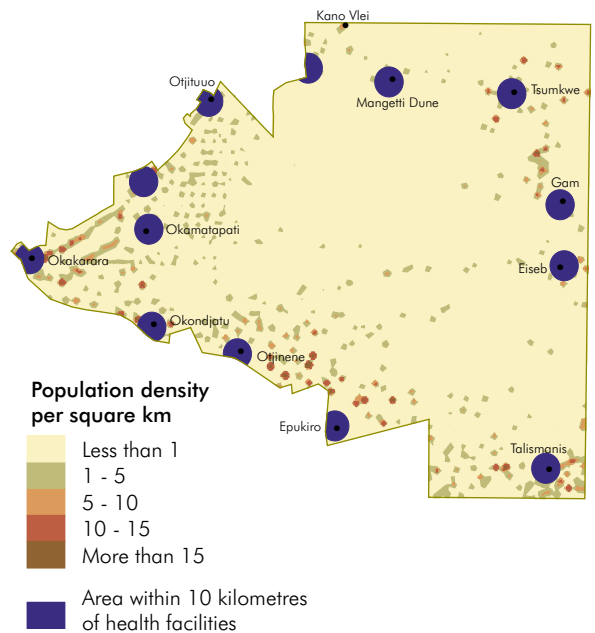 Kano Vlei
Otjituuo
Mangetti Dune
Tsumkwe
Gam
Okamatapati
Okakarara
Eiseb
Okondjatu
Otjinene
Epukiro
Talismanis
Population density
per square km
Less than 1
1 - 5
5 - 10
10 - 15
More than 15
Area within 10 kilometres
of health facilities